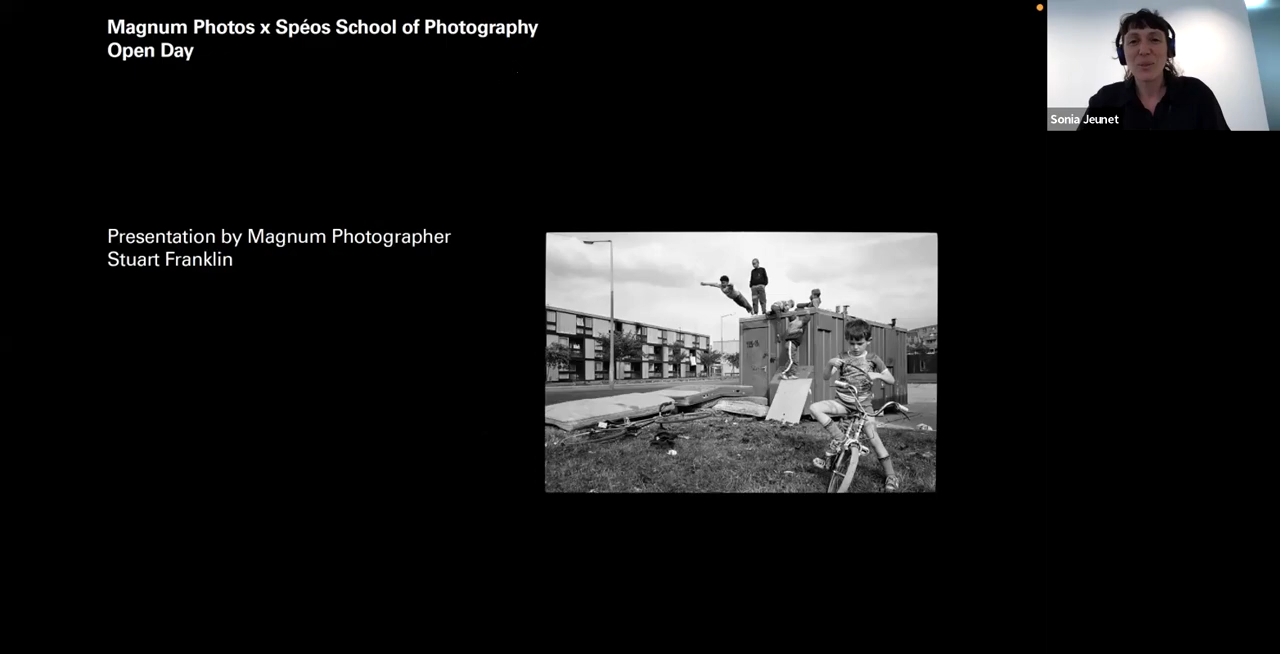 Magnum Photos x Spéos School of Photography
Open Day
Sonia Jeunet
Presentation by Magnum Photographer
Stuart Franklin